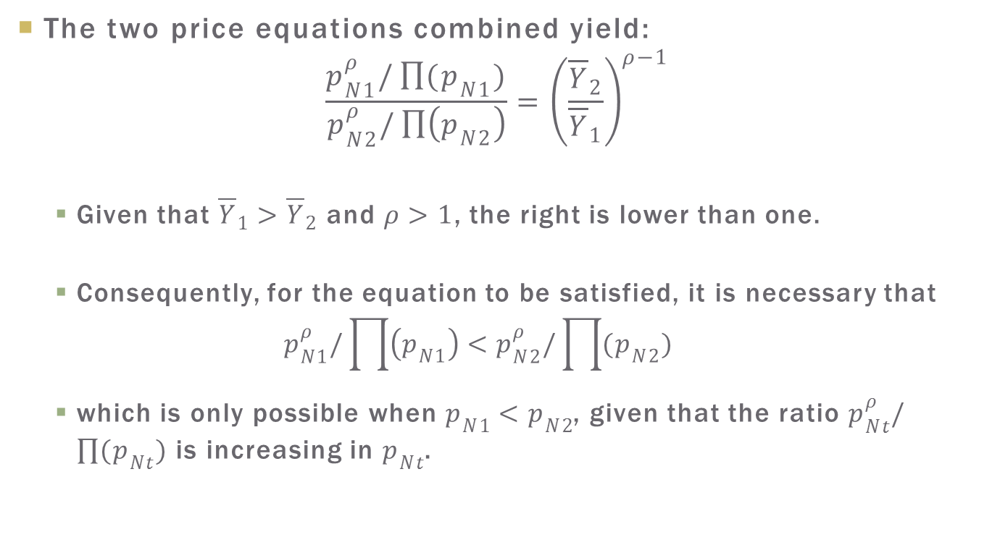 ▪ The two price equations combined yield:
$$\frac{p_{N1}^{\rho} / \prod(p_{N1})}{p_{N2}^{\rho} / \prod(p_{N2})} = \left(\frac{\overline{Y}_2}{\overline{Y}_1}\right)^{\rho-1}$$
▪ Given that $\overline{Y}_1 > \overline{Y}_2$ and $\rho > 1$, the right is lower than one.
▪ Consequently, for the equation to be satisfied, it is necessary that
$$p_{N1}^{\rho} / \prod(p_{N1}) < p_{N2}^{\rho} / \prod(p_{N2})$$
▪ which is only possible when $p_{N1} < p_{N2}$, given that the ratio $p_{Nt}^{\rho} /$
$\prod(p_{Nt})$ is increasing in $p_{Nt}$.